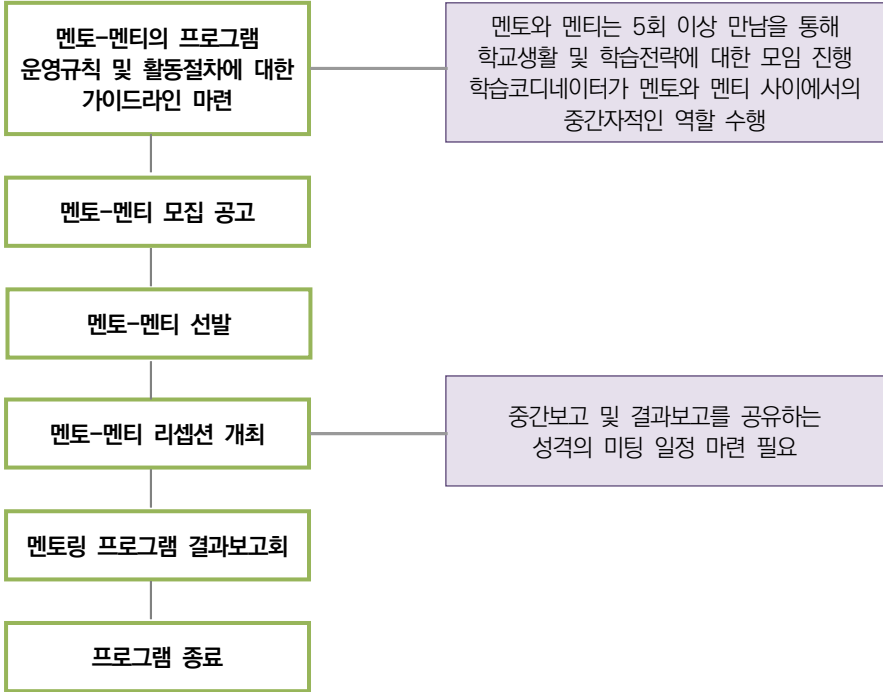 멘토-멘티의 프로그램
운영규칙 및 활동절차에 대한
가이드라인 마련
멘토와 멘티는 5회 이상 만남을 통해
학교생활 및 학습전략에 대한 모임 진행
학습코디네이터가 멘토와 멘티 사이에서의
중간자적인 역할 수행
멘토-멘티 모집 공고
멘토-멘티 선발
멘토-멘티 리셉션 개최
중간보고 및 결과보고를 공유하는
성격의 미팅 일정 마련 필요
멘토링 프로그램 결과보고회
프로그램 종료